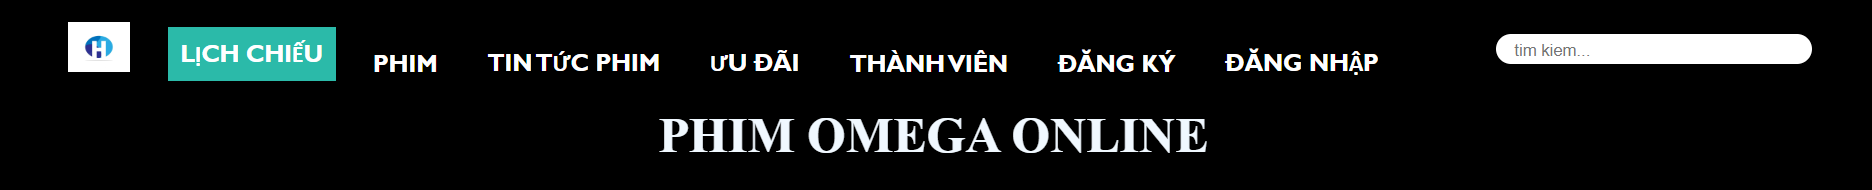 H
LỊCH CHIẾU PHIM TIN TỨC PHIM ƯU ĐÃI THÀNH VIÊN ĐĂNG KÝ ĐĂNG NHẬP tim kiem...
PHIM OMEGA ONLINE